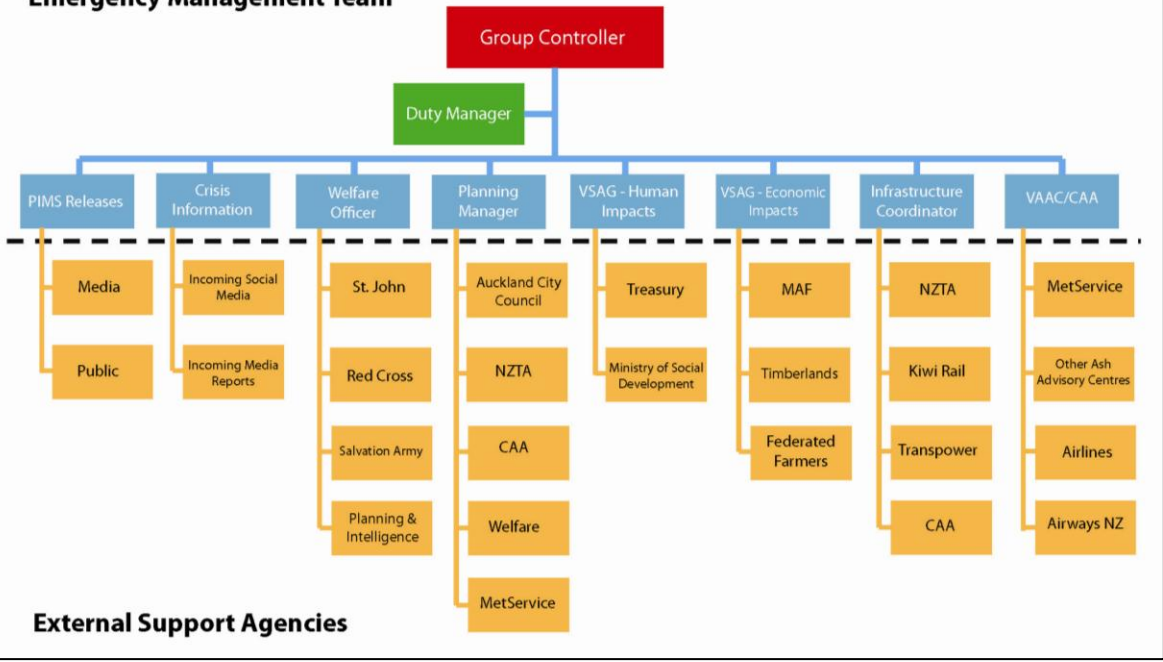 Emergency Management Team
Group Controller
Duty Manager
PIMS Releases
Crisis
Information
Welfare
Officer
Planning
Manager
VSAG - Human
Impacts
VSAG - Economic
Impacts
Infrastructure
Coordinator
VAAC/CAA
Media
Public
Incoming Social
Media
Incoming Media
Reports
St. John
Red Cross
Salvation Army
Planning &
Intelligence
Auckland City
Council
NZTA
CAA
Welfare
MetService
Treasury
Ministry of Social
Development
MAF
Timberlands
Federated
Farmers
NZTA
Kiwi Rail
Transpower
CAA
MetService
Other Ash
Advisory Centres
Airlines
Airways NZ
External Support Agencies